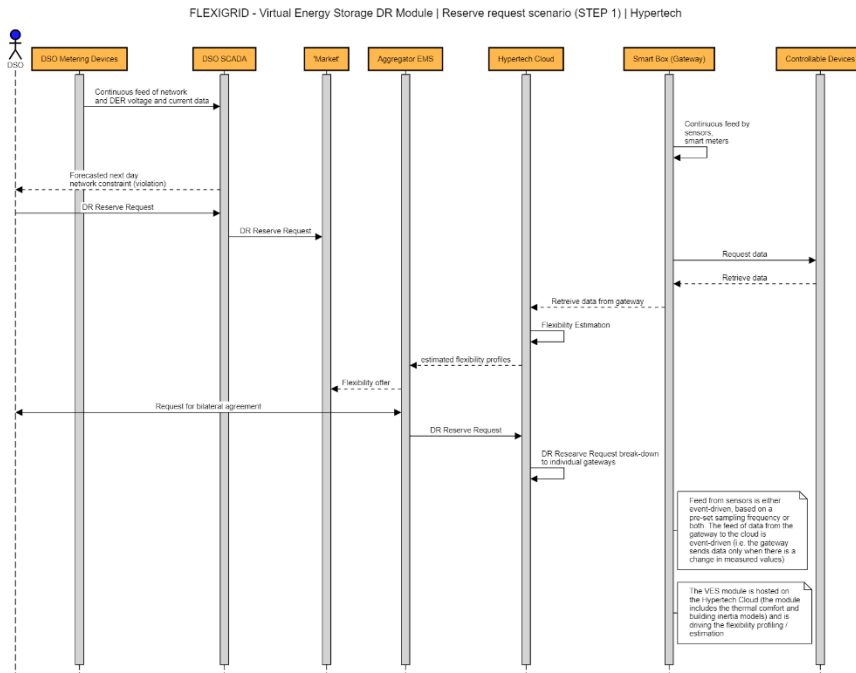 FLEXIGRID - Virtual Energy Storage DR Module | Reserve request scenario (STEP 1) | Hypertech
DSO
DSO Metering Devices
DSO SCADA
'Market'
Aggregator EMS
Hypertech Cloud
Smart Box (Gateway)
Controllable Devices
Continuous feed of network
and DER voltage and current data
Continuous feed by
sensors,
smart meters
Forecasted next day
network constraint (violation)
DR Reserve Request
DR Reserve Request
Request data
Retrieve data
Retreive data from gateway
Flexibility Estimation
estimated flexibility profiles
Flexibility offer
Request for bilateral agreement
DR Reserve Request
DR Researve Request break-down
to individual gateways
Feed from sensors is either
event-driven, based on a
pre-set sampling frequency or
both. The feed of data from the
gateway to the cloud is
event-driven (i.e. the gateway
sends data only when there is a
change in measured values)
The VES module is hosted on
the Hypertech Cloud (the module
includes the thermal comfort and
building inertia models) and is
driving the flexibility profiling /
estimation